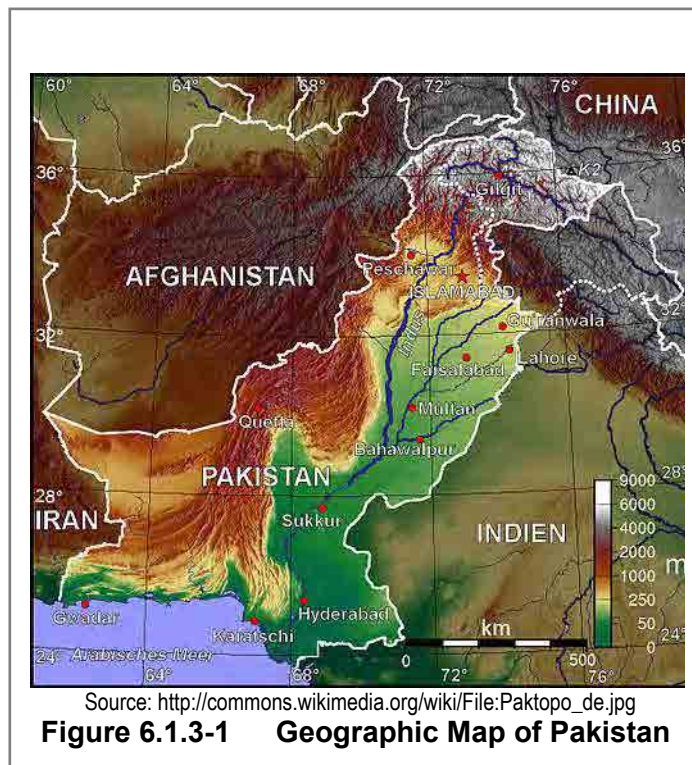 60° 64° 68° 72° 76°
CHINA
36° 36°
K2
Gilgit
AFGHANISTAN
Peschawar
ISLAMABAD
32° 32°
Indus
Gujranwala
Lahore
Faisalabad
Quetta
Multan
Bahawalpur
PAKISTAN
28° 28°
IRAN
Sukkur
INDIEN
9000
6000
4000
2000
1000
250
50
0
m
Gwadar
Hyderabad
Karatschi
km
24° Arabisches Meer 24°
0 500
64° 68° 72° 76°
Source: http://commons.wikimedia.org/wiki/File:Paktopo_de.jpg
Figure 6.1.3-1 Geographic Map of Pakistan